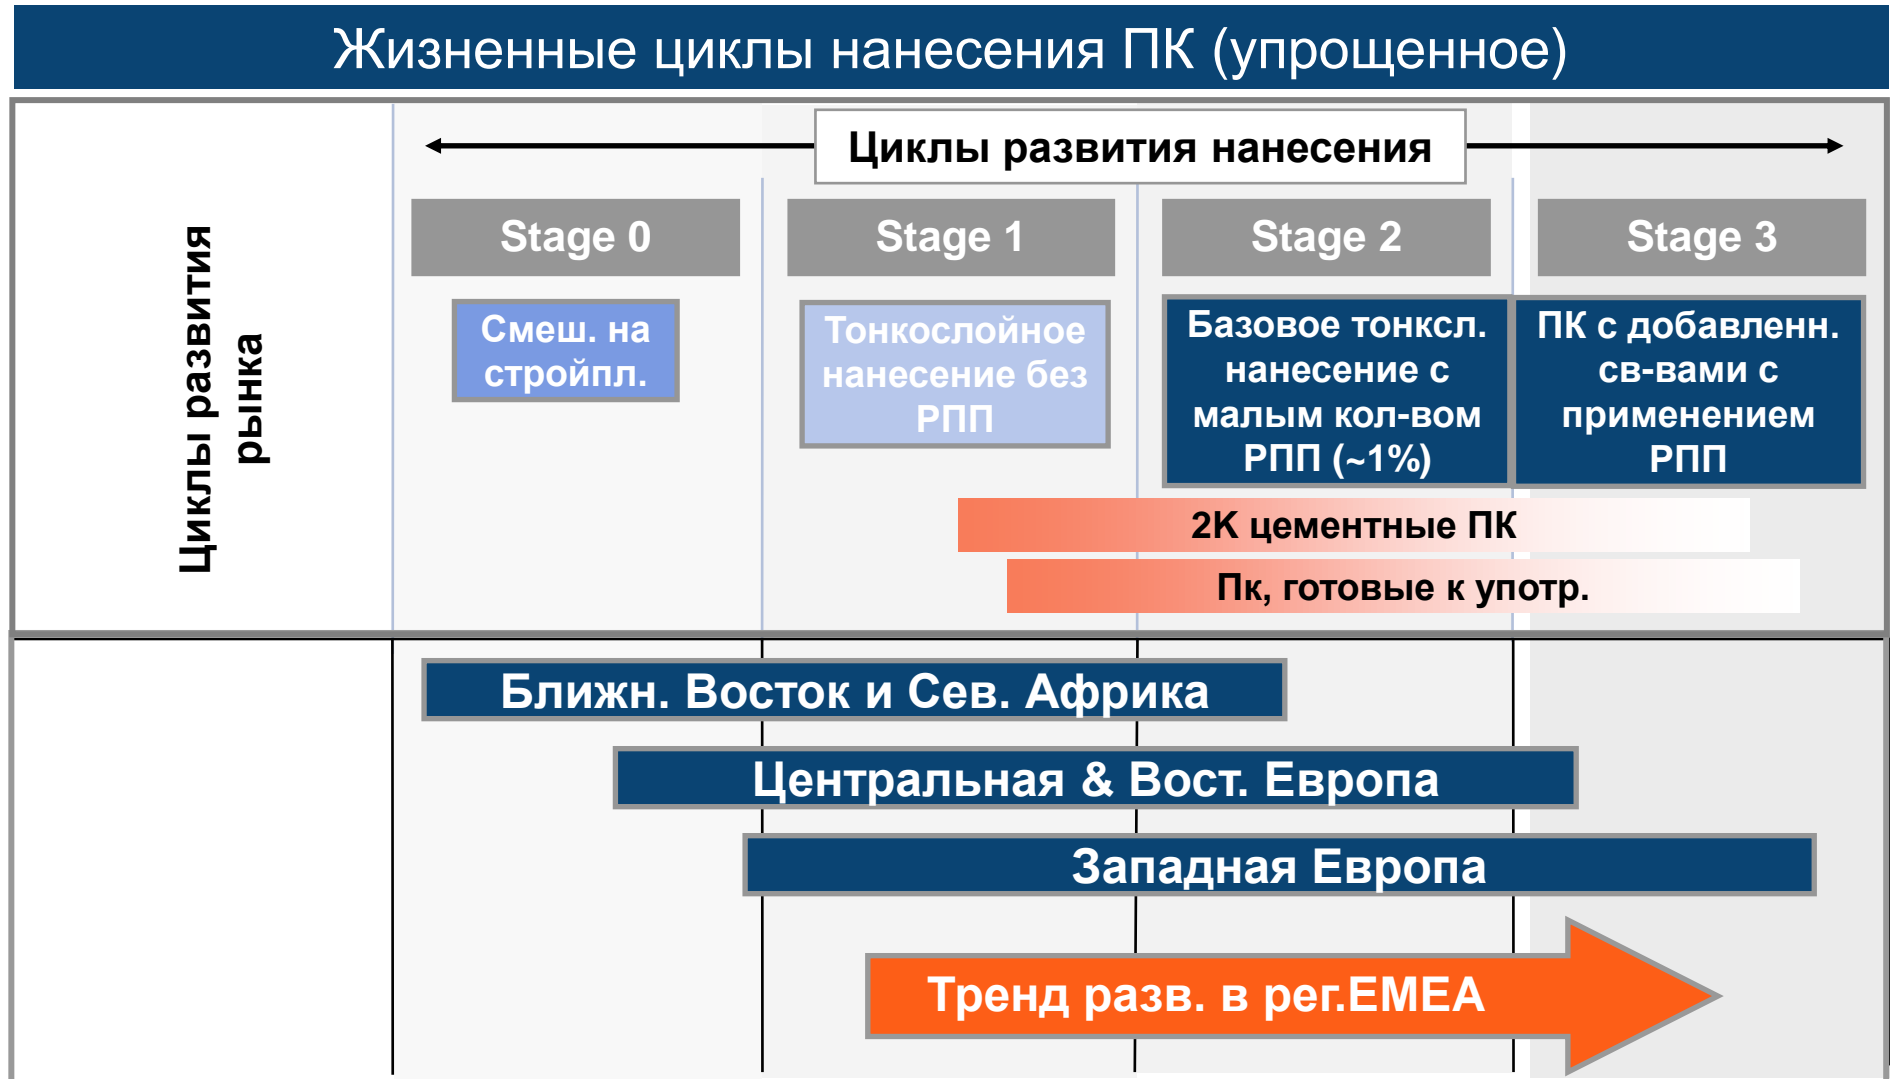 Жизненные циклы нанесения ПК (упрощенное)
Циклы развития нанесения
Циклы развития
рынка
Stage 0
Stage 1
Stage 2
Stage 3
Смеш. на
стройпл.
Тонкослойное
нанесение без
РПП
Базовое тонксл.
нанесение с
малым кол-вом
РПП (~1%)
ПК с добавленн.
св-вами с
применением
РПП
2K цементные ПК
Пк, готовые к употр.
Ближн. Восток и Сев. Африка
Центральная & Вост. Европа
Западная Европа
Тренд разв. в рег.EMEA